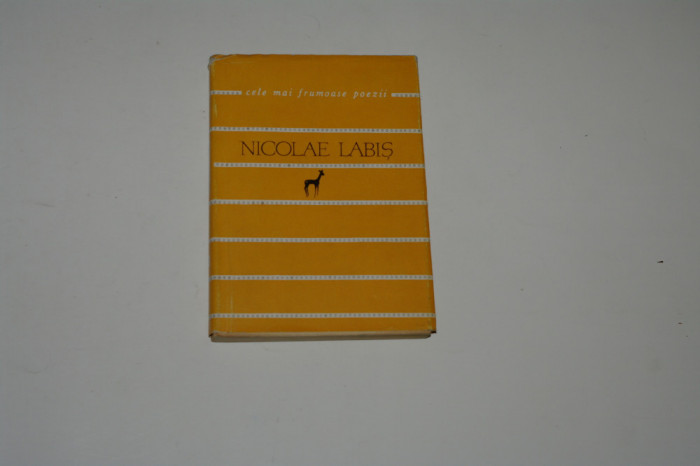 cele mai frumoase poezii
NICOLAE LABIȘ